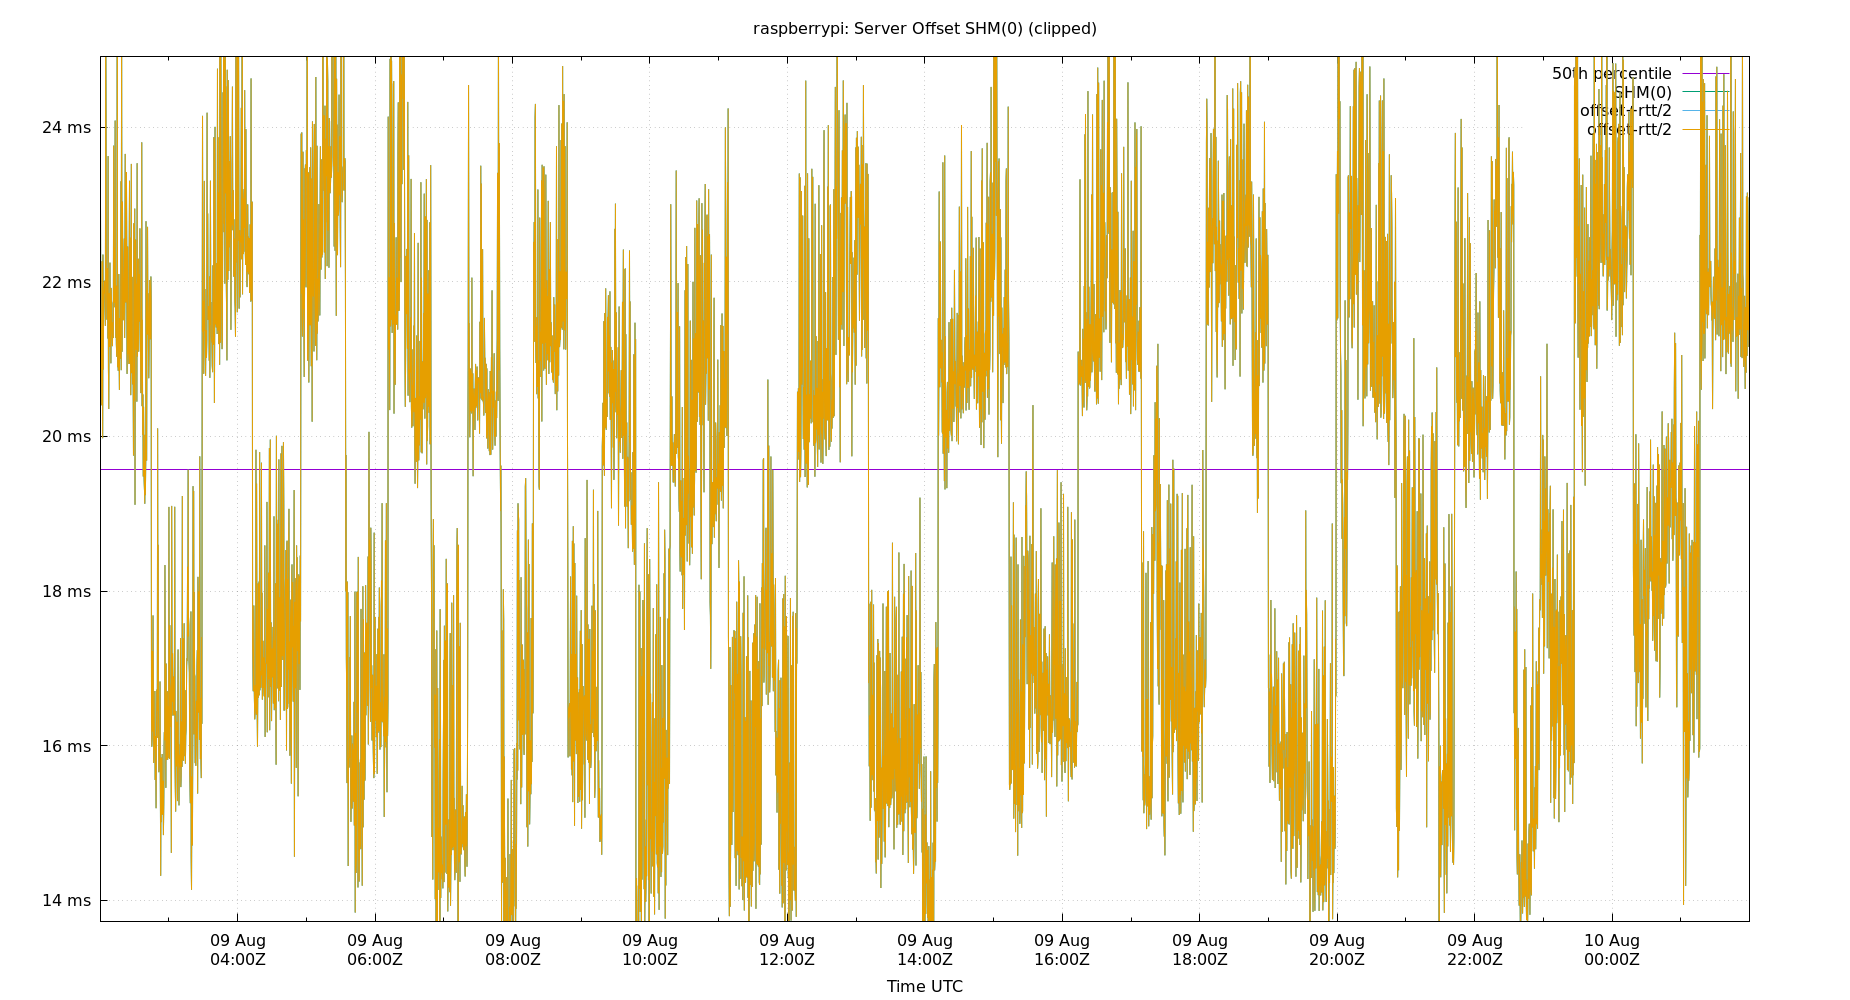 raspberrypi: Server Offset SHM(0) (clipped)
50th percentile
SHM(0)
offset+rtt/2
offset-rtt/2
24 ms
22 ms
20 ms
18 ms
16 ms
14 ms
09 Aug 09 Aug 09 Aug 09 Aug 09 Aug 09 Aug 09 Aug 09 Aug 09 Aug 09 Aug 10 Aug
04:00Z 06:00Z 08:00Z 10:00Z 12:00Z 14:00Z 16:00Z 18:00Z 20:00Z 22:00Z 00:00Z
Time UTC